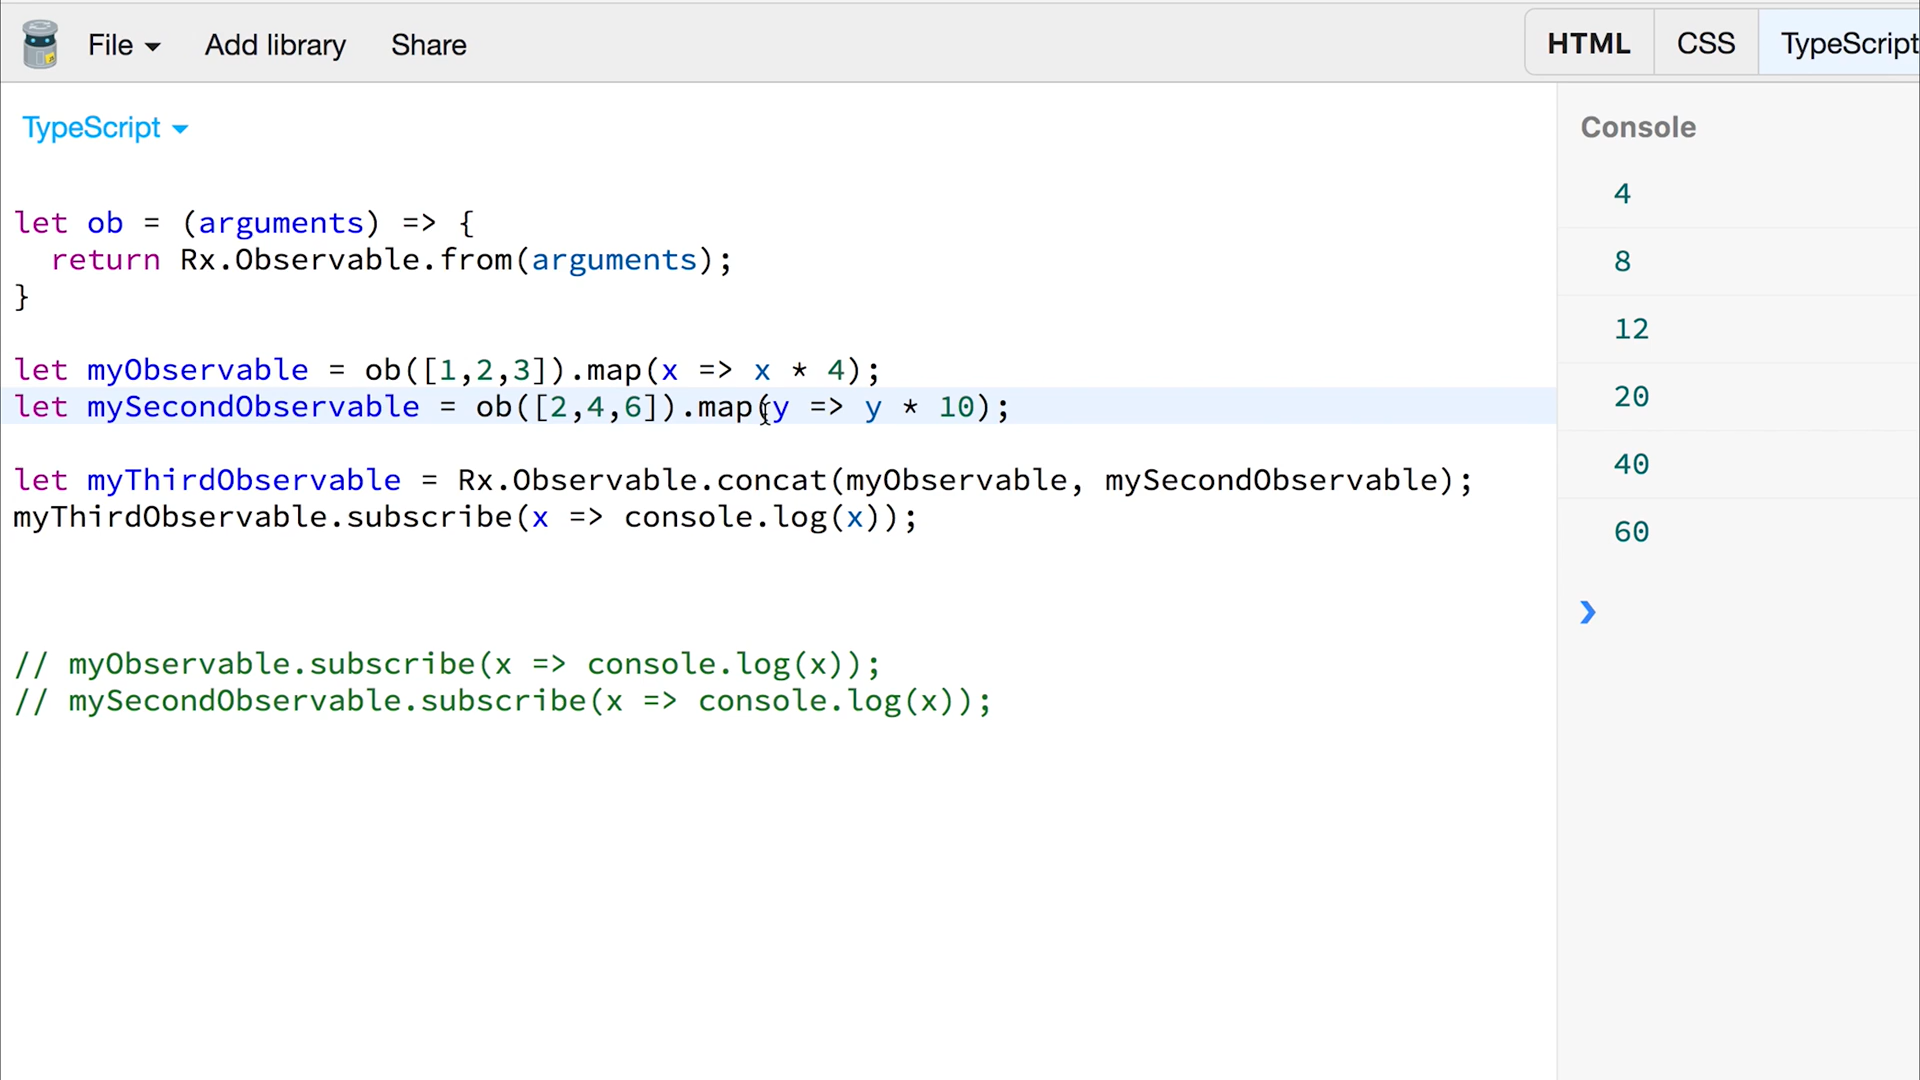 File Add library Share HTML CSS TypeScript
TypeScript
Console
let ob = (arguments) => {
  return Rx.Observable.from(arguments);
}
let myObservable = ob([1,2,3]).map(x => x * 4);
let mySecondObservable = ob([2,4,6]).map(y => y * 10);
let myThirdObservable = Rx.Observable.concat(myObservable, mySecondObservable);
myThirdObservable.subscribe(x => console.log(x));
// myObservable.subscribe(x => console.log(x));
// mySecondObservable.subscribe(x => console.log(x));
4
8
12
20
40
60